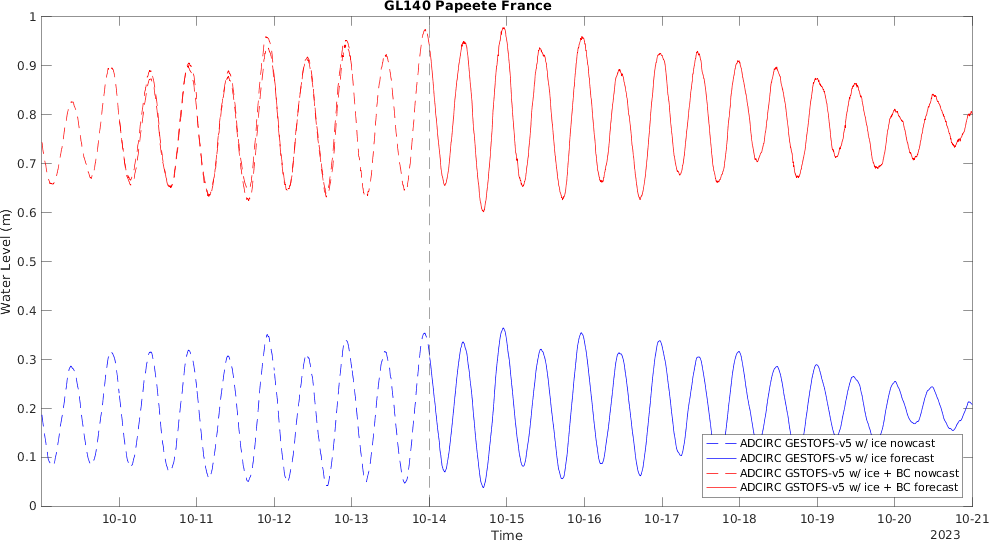 GL140 Papeete France
1
0.9
0.8
0.7
0.6
0.5
0.4
0.3
0.2
0.1
0
Water Level (m)
ADCIRC GESTOFS-v5 w/ ice nowcast
ADCIRC GESTOFS-v5 w/ ice forecast
ADCIRC GSTOFS-v5 w/ ice + BC nowcast
ADCIRC GSTOFS-v5 w/ ice + BC forecast
10-10 10-11 10-12 10-13 10-14 10-15 10-16 10-17 10-18 10-19 10-20 10-21
Time
2023